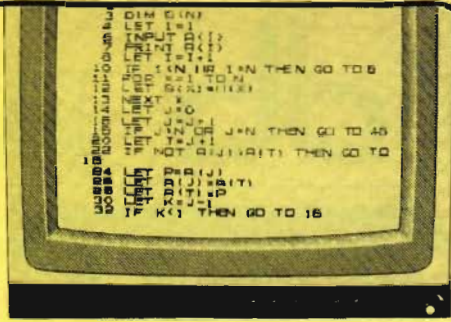 3 DIM B(N)
4 LET I=1
6 INPUT A(I)
7 PRINT A(I)
8 LET I=I+1
10 IF I<N OR I=N THEN GO TO 6
11 FOR X=1 TO N
12 LET B(X)=A(X)
13 NEXT X
14 LET J=0
16 LET J=J+1
18 IF J=N OR J>N THEN GO TO
20 LET T=J+1
22 IF NOT A(J)>A(T) THEN GO TO
16
24 LET P=A(J)
26 LET A(J)=A(T)
28 LET A(T)=P
30 LET K=J-1
32 IF K<1 THEN GO TO 16